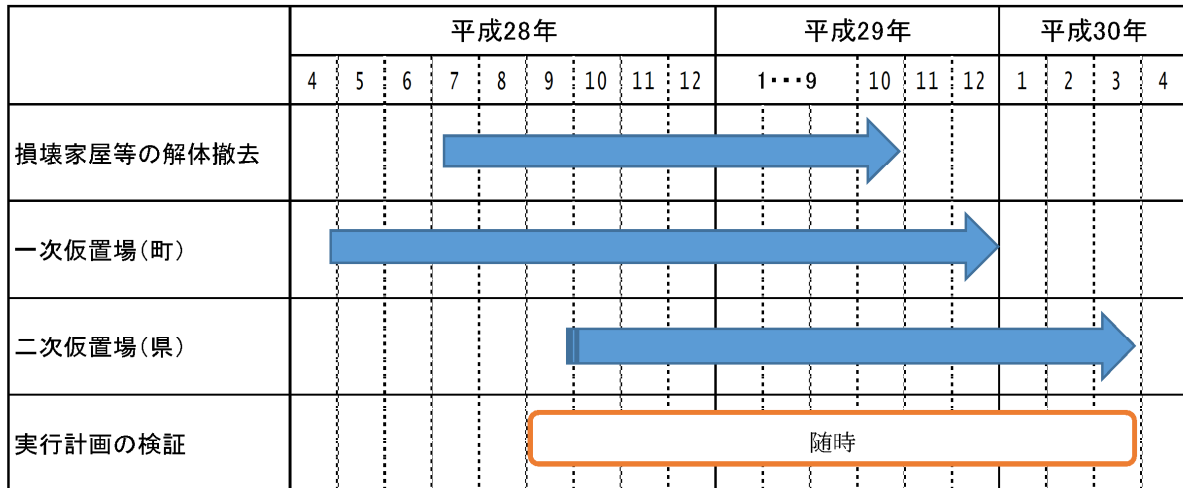 平成28年 平成29年 平成30年
4 5 6 7 8 9 10 11 12 1・・・9 10 11 12 1 2 3 4
損壊家屋等の解体撤去
一次仮置場(町)
二次仮置場(県)
実行計画の検証 随時